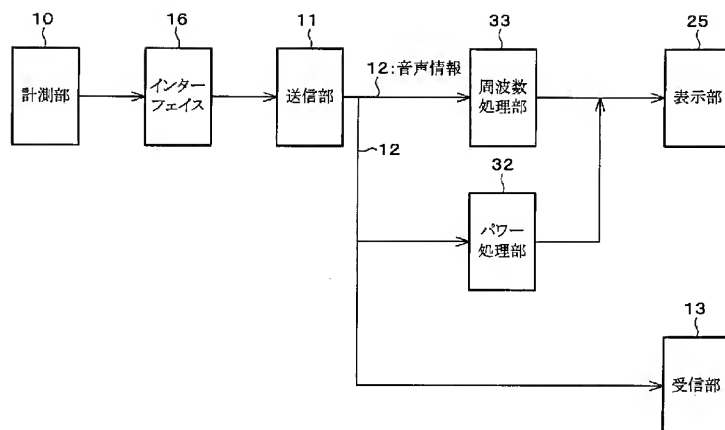 10
16
11
33
25
計測部
インター
フェイス
送信部
12:音声情報
周波数
処理部
表示部
12
32
パワー
処理部
13
受信部